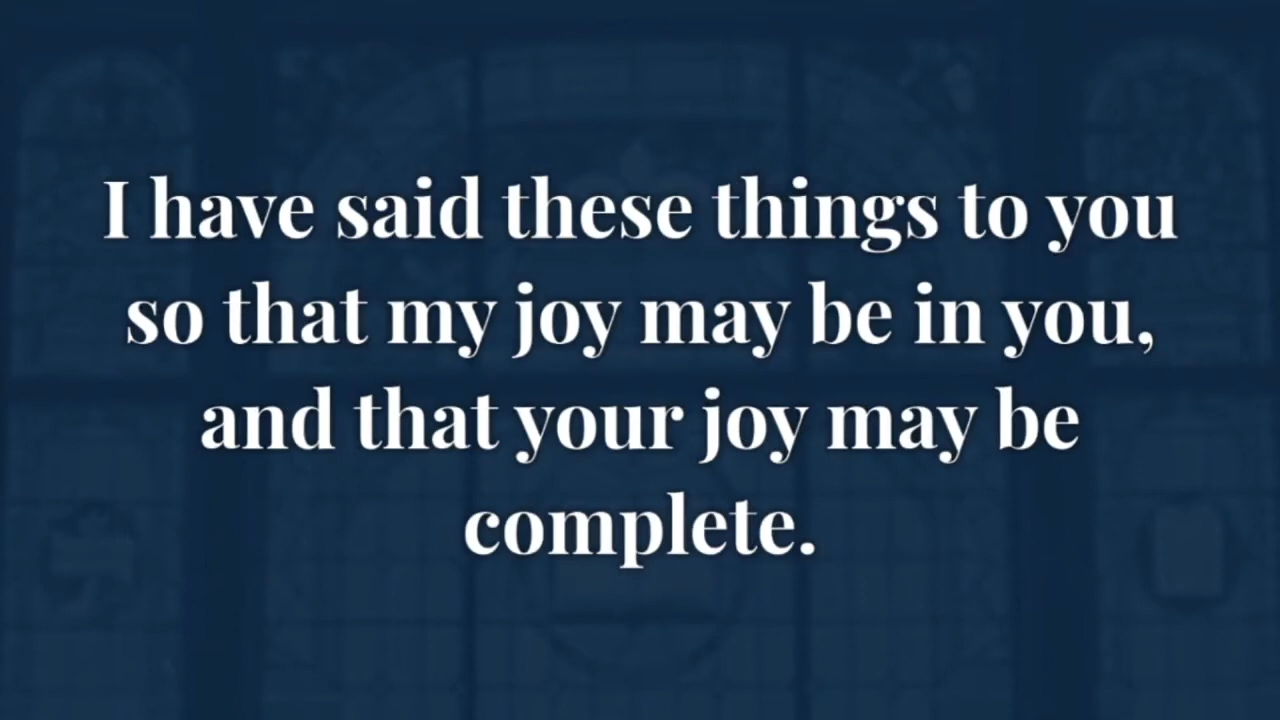 I have said these things to you
so that my joy may be in you,
and that your joy may be
complete.